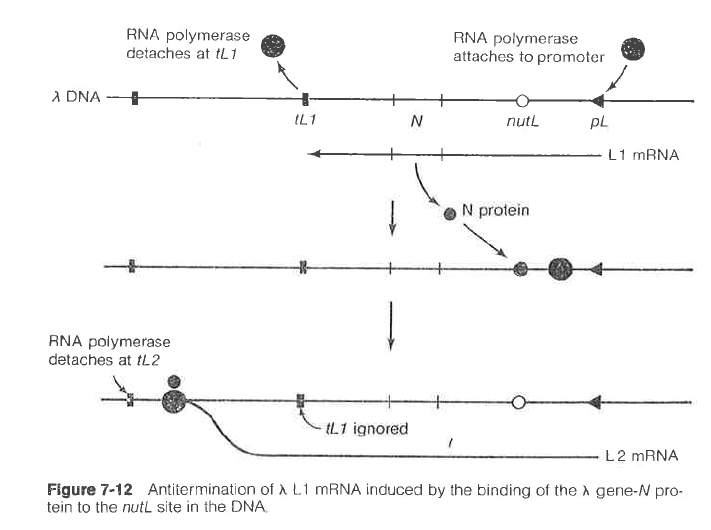 RNA polymerase
detaches at tL1
RNA polymerase
attaches to promoter
λ DNA
tL1
N
nutL
pL
L1 mRNA
N protein
RNA polymerase
detaches at tL2
tL1 ignored
L2 mRNA
Figure 7-12 Antitermination of λ L1 mRNA induced by the binding of the λ gene-N pro-
tein to the nutL site in the DNA.